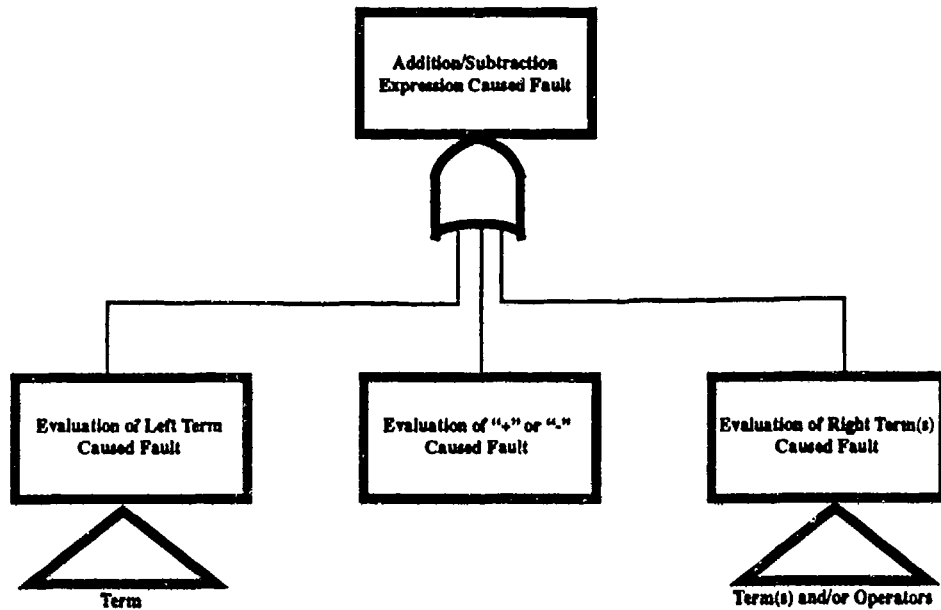 Addition/Subtraction
Expression Caused Fault
Evaluation of Left Term
Caused Fault
Evaluation of “+” or “-”
Caused Fault
Evaluation of Right Term(s)
Caused Fault
Term
Term(s) and/or Operators